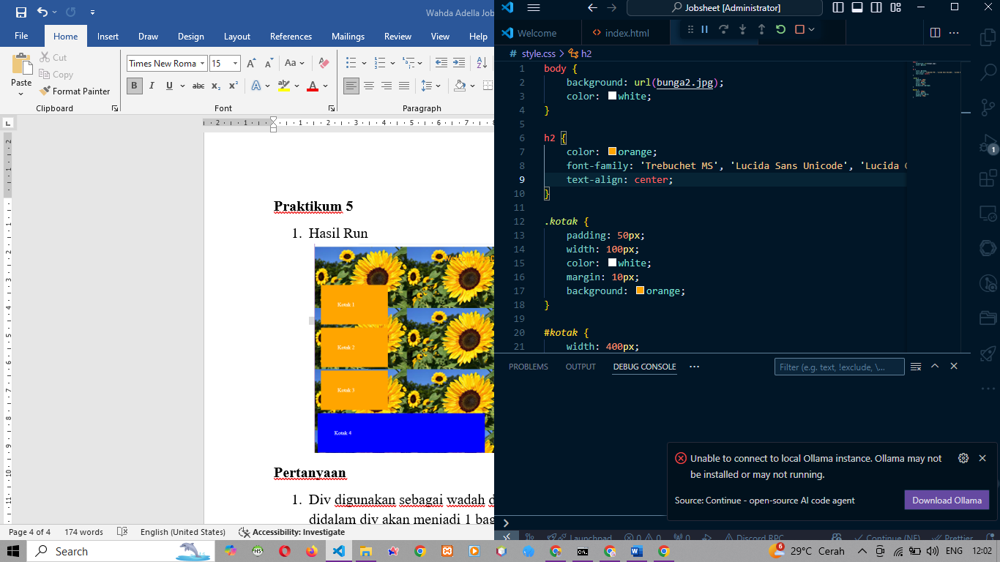 Wahda Adella Job
File
Home
Insert
Draw
Design
Layout
References
Mailings
Review
View
Help
Paste
Cut
Copy
Format Painter
Clipboard
Times New Roma
15
Font
Paragraph
Praktikum 5
1. Hasil Run
Kotak 1
Kotak 2
Kotak 3
Kotak 4
Pertanyaan
1. Div digunakan sebagai wadah d
didalam div akan menjadi 1 bag
Page 4 of 4
174 words
English (United States)
Accessibility: Investigate
Jobsheet [Administrator]
Welcome
index.html
# style.css > h2
1 body {
2 background: url(bunga2.jpg);
3 color: white;
4 }
5
6 h2 {
7 color: orange;
8 font-family: 'Trebuchet MS', 'Lucida Sans Unicode', 'Lucida G
9 text-align: center;
10 }
11
12 .kotak {
13 padding: 50px;
14 width: 100px;
15 color: white;
16 margin: 10px;
17 background: orange;
18 }
19
20 #kotak {
21 width: 400px;
PROBLEMS
OUTPUT
DEBUG CONSOLE
Filter (e.g. text, !exclude, \...
1
Unable to connect to local Ollama instance. Ollama may not
be installed or may not running.
Source: Continue - open-source AI code agent
Download Ollama
Launchpad
0
0
0
Discord RPC
Continue (NE)
Prettier
Search
6
29°C Cerah
ENG
12:02